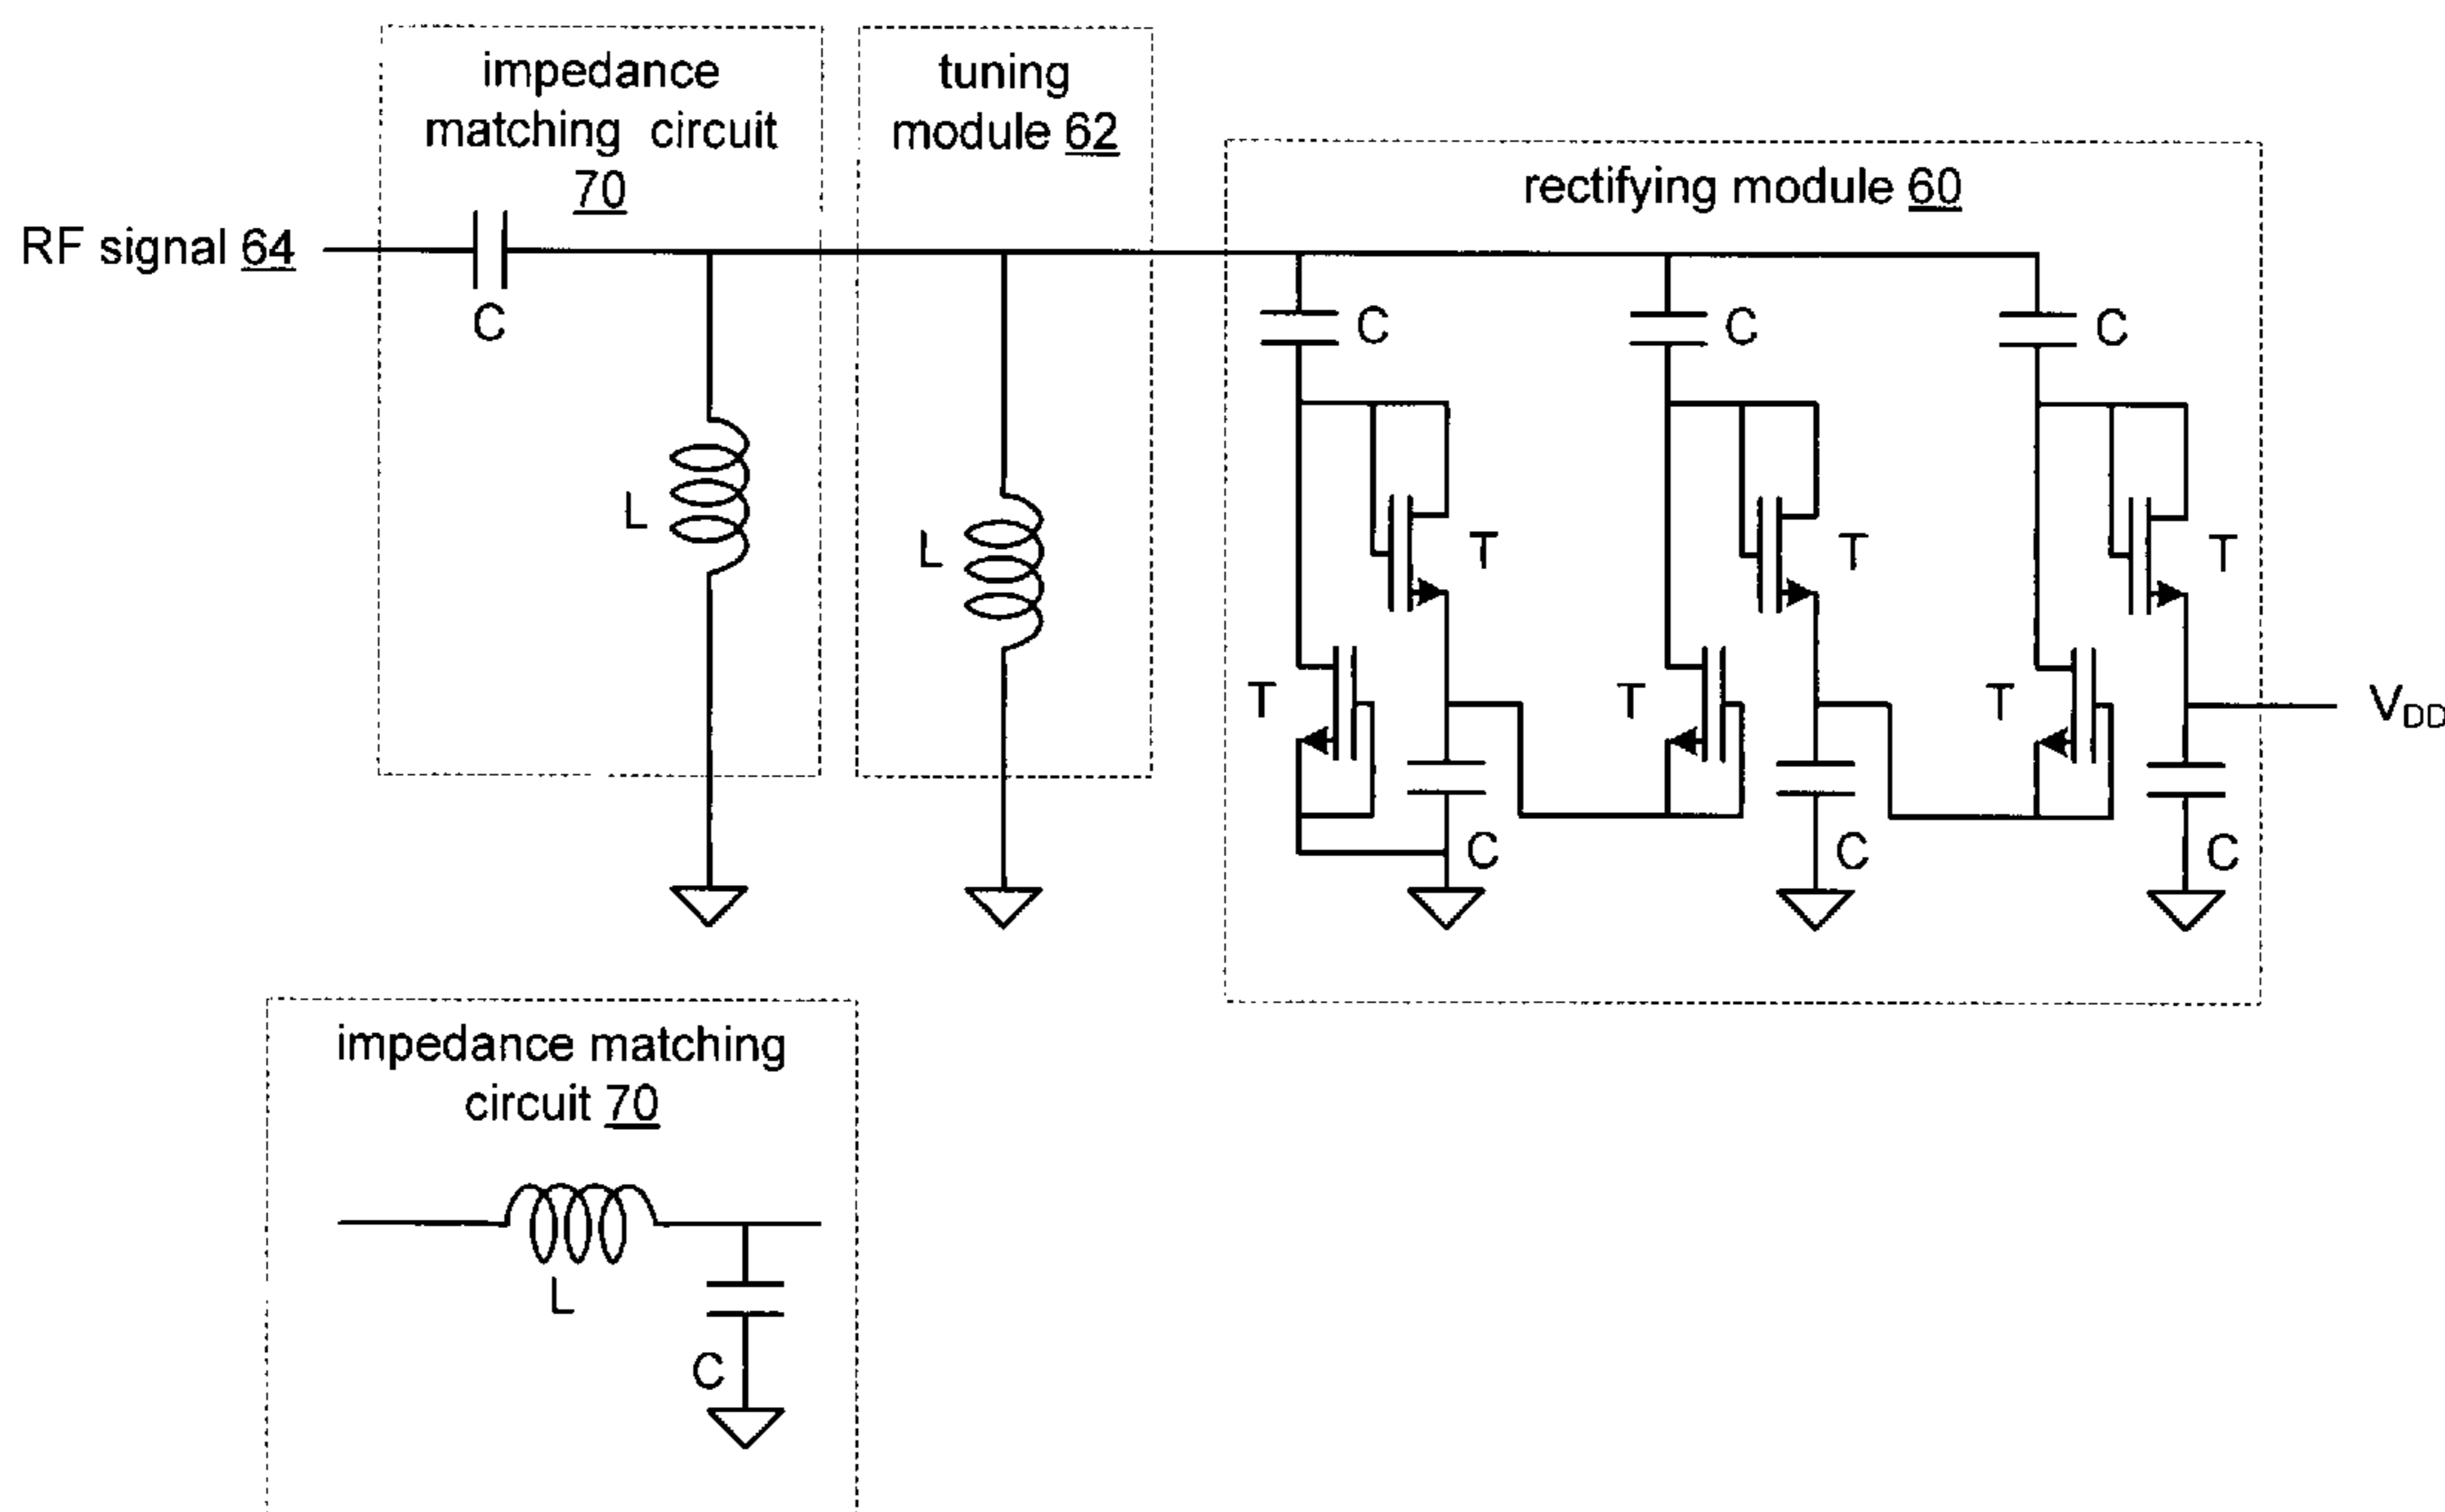 impedance
matching circuit
70
tuning
module 62
rectifying module 60
RF signal 64
C
C
C
C
L
L
T
T
T
T
T
T
VDD
C
C
C
impedance matching
circuit 70
L
C